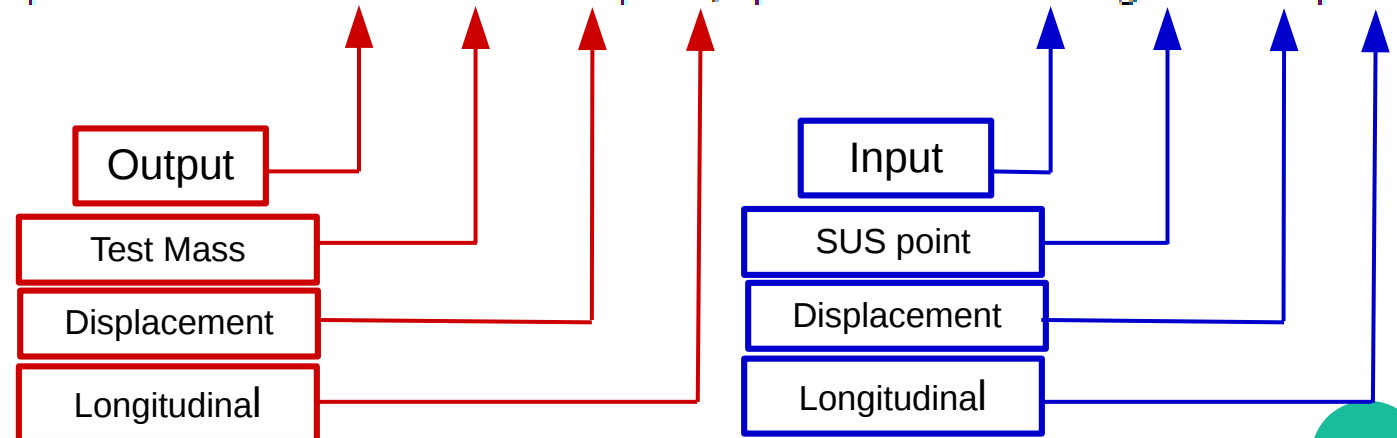 Output
Test Mass
Displacement
Longitudinal
Input
SUS point
Displacement
Longitudinal